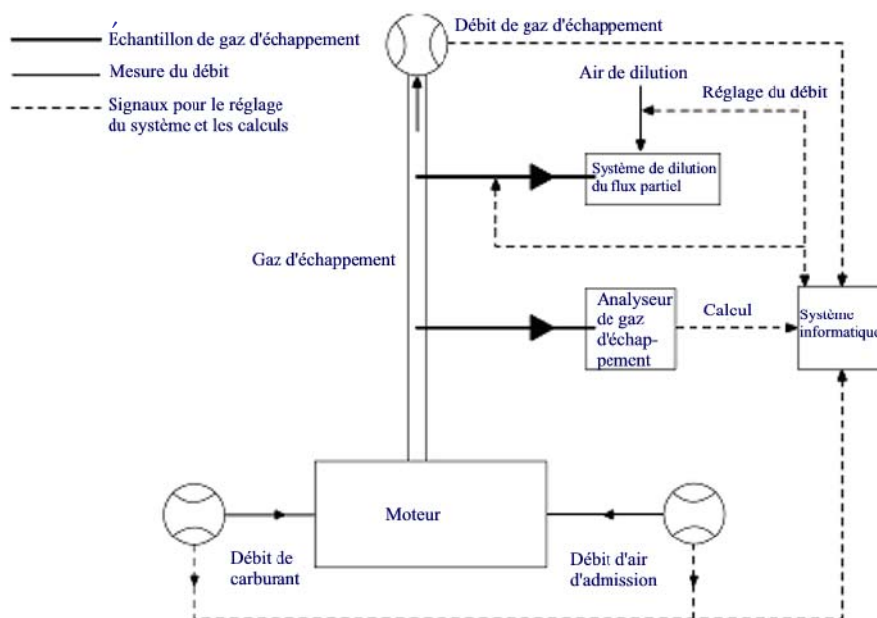 Échantillon de gaz d'échappement
Mesure du débit
Signaux pour le réglage
du système et les calculs
Débit de gaz d'échappement
Air de dilution
Réglage du débit
Système de dilution
du flux partiel
Gaz d'échappement
Analyseur
de gaz
d'échap-
pement
Calcul
Système
informatique
Moteur
Débit de
carburant
Débit d'air
d'admission